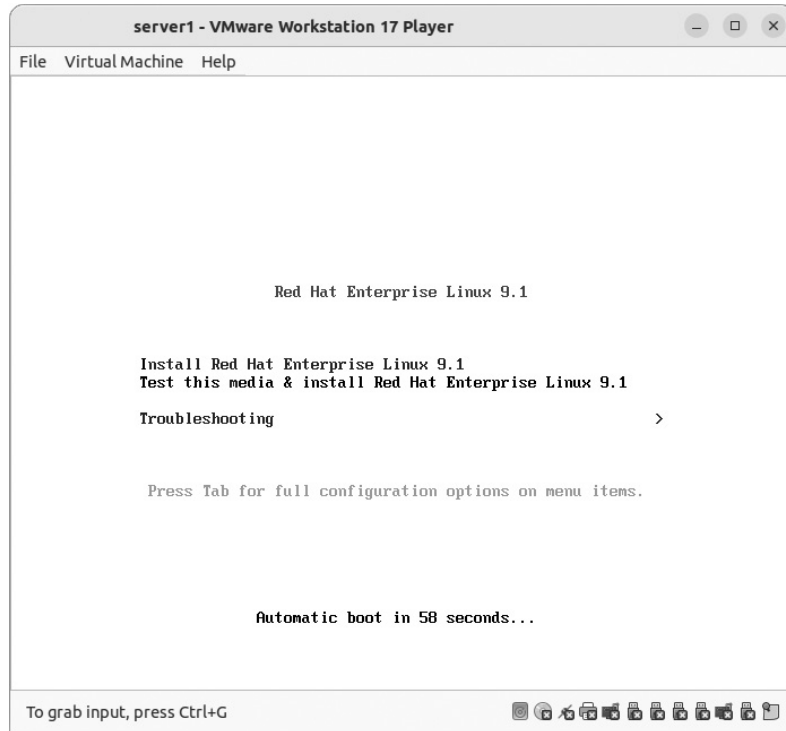 server1 - VMware Workstation 17 Player
File Virtual Machine Help
Red Hat Enterprise Linux 9.1
Install Red Hat Enterprise Linux 9.1
Test this media & install Red Hat Enterprise Linux 9.1
Troubleshooting >
Press Tab for full configuration options on menu items.
Automatic boot in 58 seconds...
To grab input, press Ctrl+G